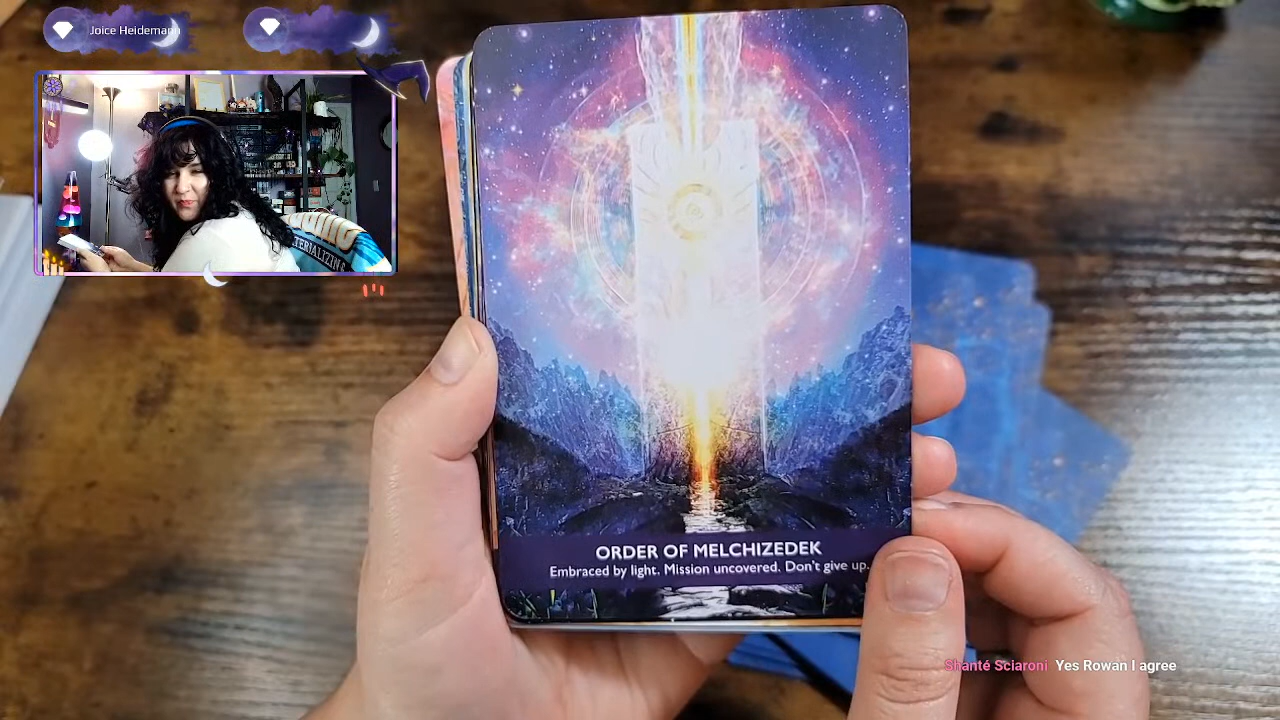 Joice Heideman
ORDER OF MELCHIZEDEK
Embraced by light. Mission uncovered. Don't give up.
Shanté Sciaroni Yes Rowan I agree